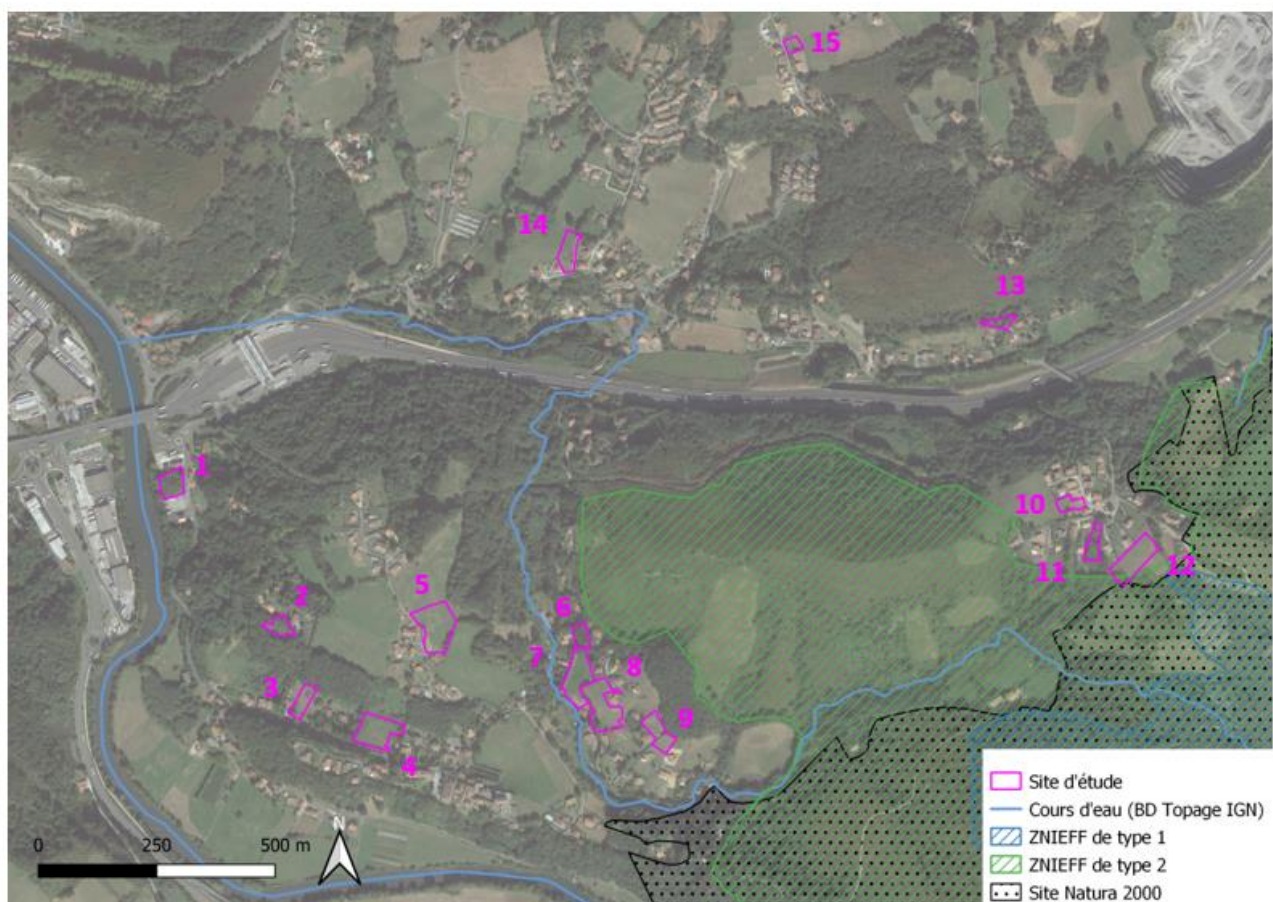 15
14
13
1
10
11
12
2
5
6
7
8
3
9
4
Site d'étude
Cours d'eau (BD Topage IGN)
ZNIEFF de type 1
ZNIEFF de type 2
Site Natura 2000
N
0 250 500 m